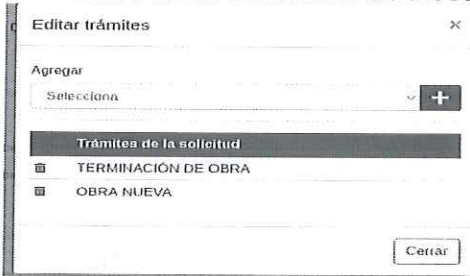 Editar trámites
Agregar
Selecciona
Trámites de la solicitud
TERMINACIÓN DE OBRA
OBRA NUEVA
Cerrar